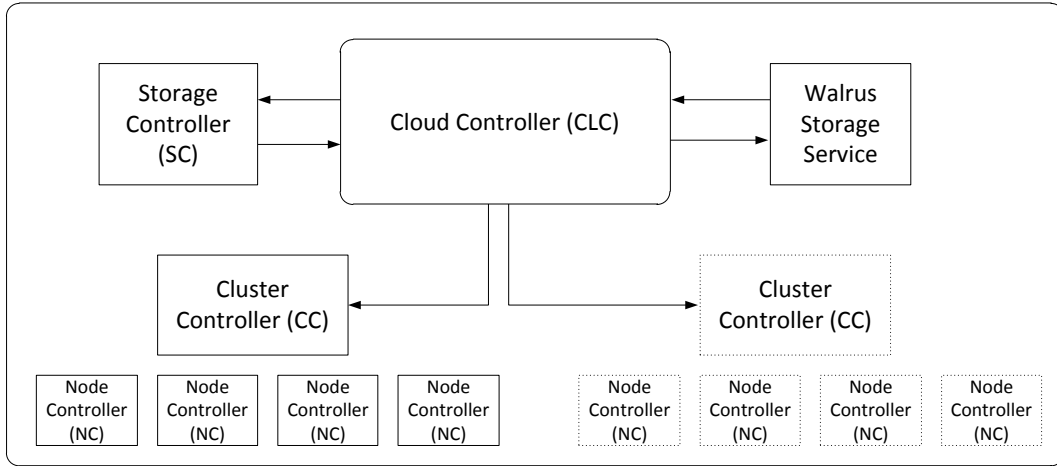 Storage
Controller
(SC)
Cloud Controller (CLC)
Walrus
Storage
Service
Cluster
Controller (CC)
Cluster
Controller (CC)
Node
Controller
(NC)
Node
Controller
(NC)
Node
Controller
(NC)
Node
Controller
(NC)
Node
Controller
(NC)
Node
Controller
(NC)
Node
Controller
(NC)
Node
Controller
(NC)